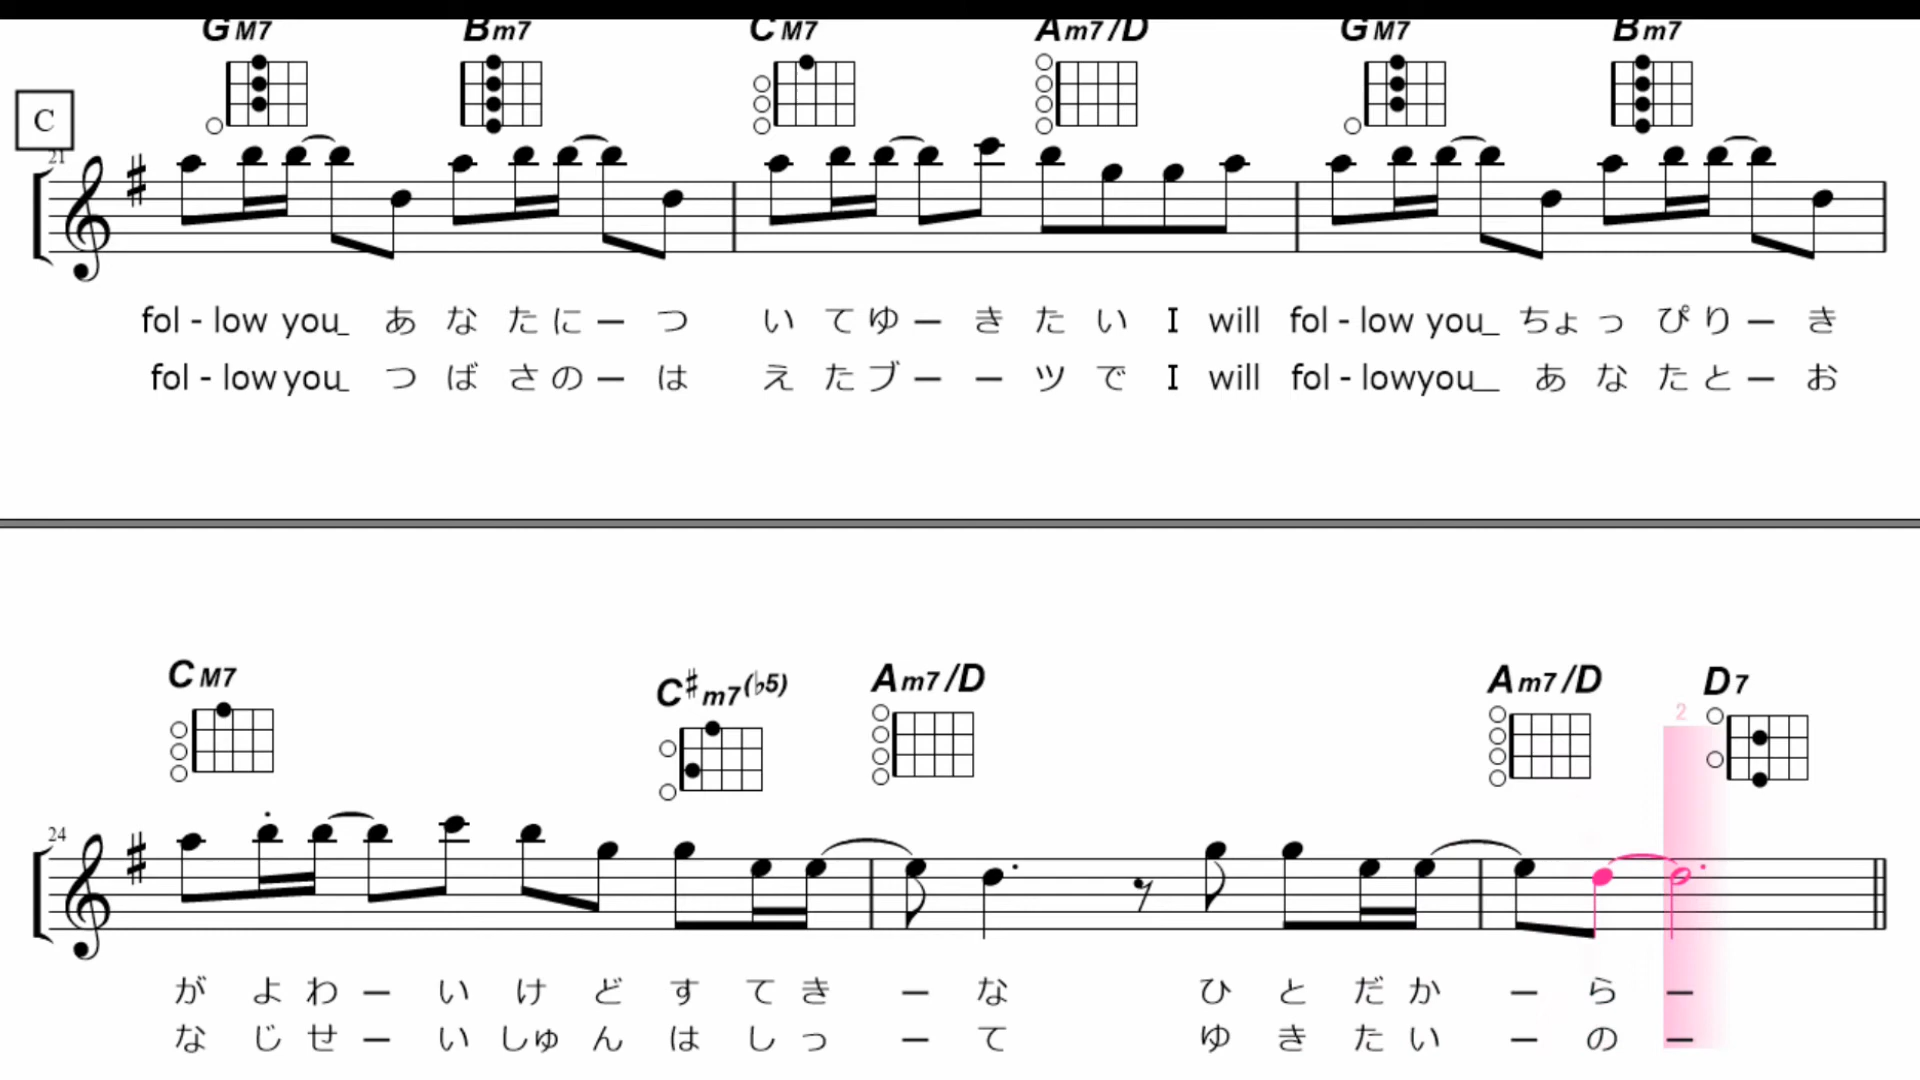 GM7 Bm7 CM7 Am7/D GM7 Bm7
C
21
fol - low you_ あ な た に ー つ い て ゆ ー き た い I will fol - low you_ ちょ っ ぴ り ー き
fol - low you_ つ ば さ の ー は え た ブ ー ー ツ で I will fol - lowyou_ あ な た と ー お
CM7 C♯m7(♭5) Am7/D Am7/D D7
2
24
が よ わ ー い け ど す て き ー な ひ と だ か ー ら ー
な じ せ ー い しゅ ん は し っ ー て ゆ き た い ー の ー